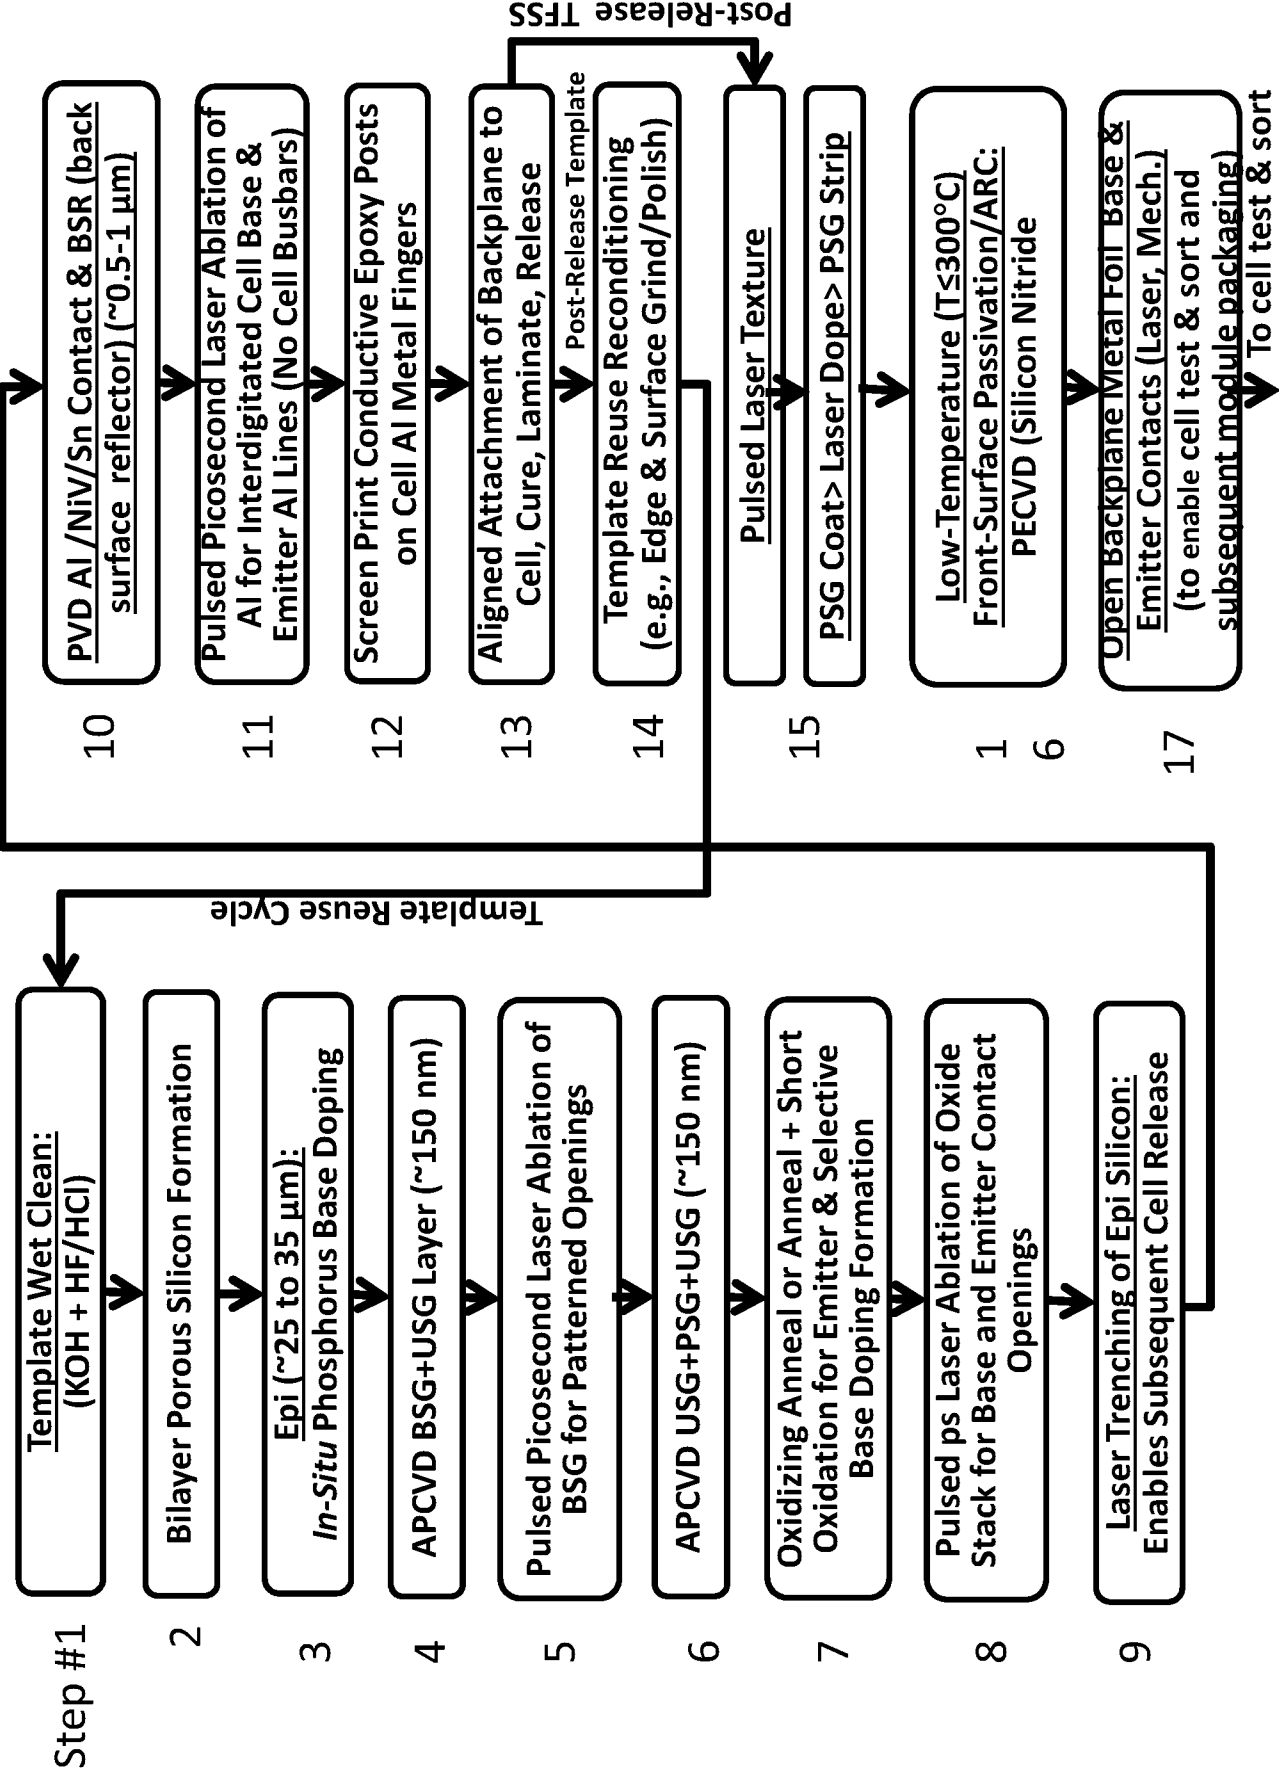 Step #1
Template Wet Clean:
(KOH + HF/HCl)
2
Bilayer Porous Silicon Formation
3
Epi (~25 to 35 µm):
In-Situ Phosphorus Base Doping
4
APCVD BSG+USG Layer (~150 nm)
5
Pulsed Picosecond Laser Ablation of
BSG for Patterned Openings
6
APCVD USG+PSG+USG (~150 nm)
7
Oxidizing Anneal or Anneal + Short
Oxidation for Emitter & Selective
Base Doping Formation
8
Pulsed ps Laser Ablation of Oxide
Stack for Base and Emitter Contact
Openings
9
Laser Trenching of Epi Silicon:
Enables Subsequent Cell Release
Template Reuse Cycle
10
PVD Al /NiV/Sn Contact & BSR (back
surface reflector) (~0.5-1 µm)
11
Pulsed Picosecond Laser Ablation of
Al for Interdigitated Cell Base &
Emitter Al Lines (No Cell Busbars)
12
Screen Print Conductive Epoxy Posts
on Cell Al Metal Fingers
13
Aligned Attachment of Backplane to
Cell, Cure, Laminate, Release
Post-Release Template
Post-Release TFSS
14
Template Reuse Reconditioning
(e.g., Edge & Surface Grind/Polish)
15
Pulsed Laser Texture
PSG Coat> Laser Dope> PSG Strip
1
6
Low-Temperature (T≤300°C)
Front-Surface Passivation/ARC:
PECVD (Silicon Nitride
17
Open Backplane Metal Foil Base &
Emitter Contacts (Laser, Mech.)
(to enable cell test & sort and
subsequent module packaging)
To cell test & sort